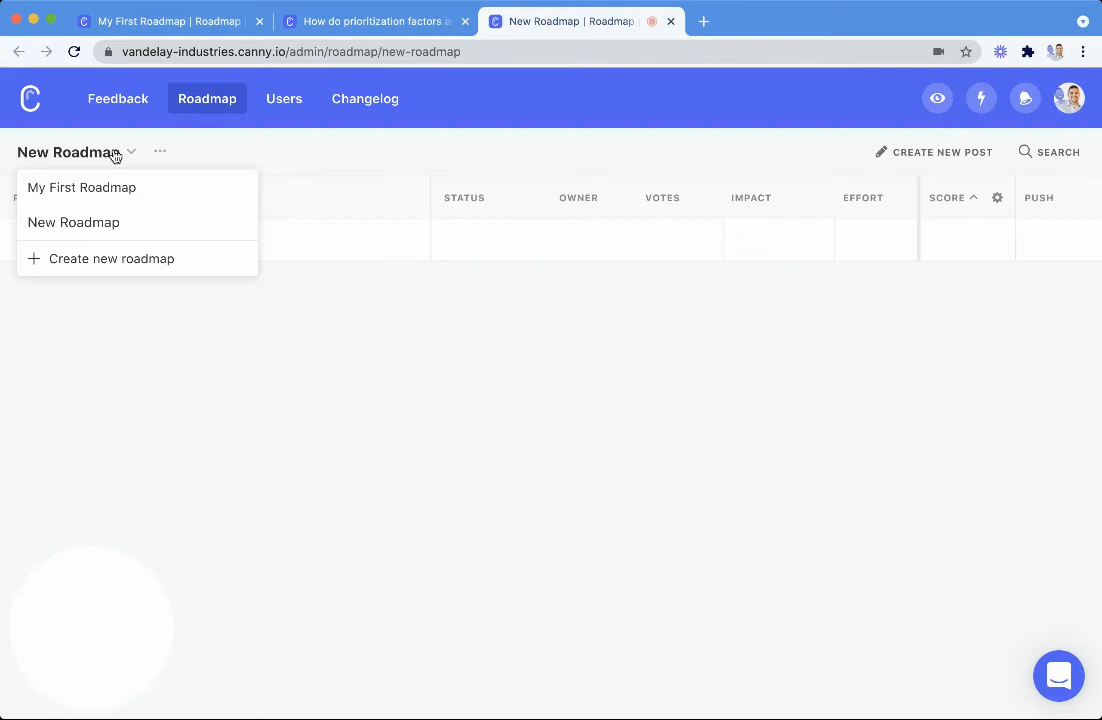 My First Roadmap | Roadmap
How do prioritization factors a
New Roadmap | Roadmap
vandelay-industries.canny.io/admin/roadmap/new-roadmap
Feedback
Roadmap
Users
Changelog
New Roadmap
CREATE NEW POST
SEARCH
My First Roadmap
New Roadmap
Create new roadmap
STATUS
OWNER
VOTES
IMPACT
EFFORT
SCORE
PUSH